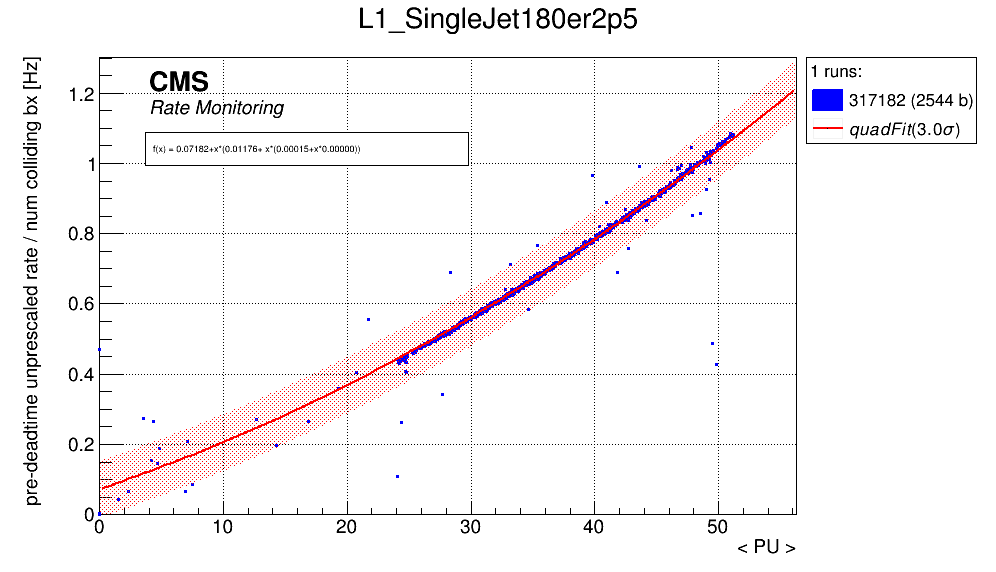 L1_SingleJet180er2p5
pre-deadtime unprescaled rate / num colliding bx [Hz]
CMS
Rate Monitoring
f(x) = 0.07182+x*(0.01176+ x*(0.00015+x*0.00000))
1 runs:
317182 (2544 b)
quadFit(3.0σ)
1.2
1
0.8
0.6
0.4
0.2
0
0 10 20 30 40 50
< PU >